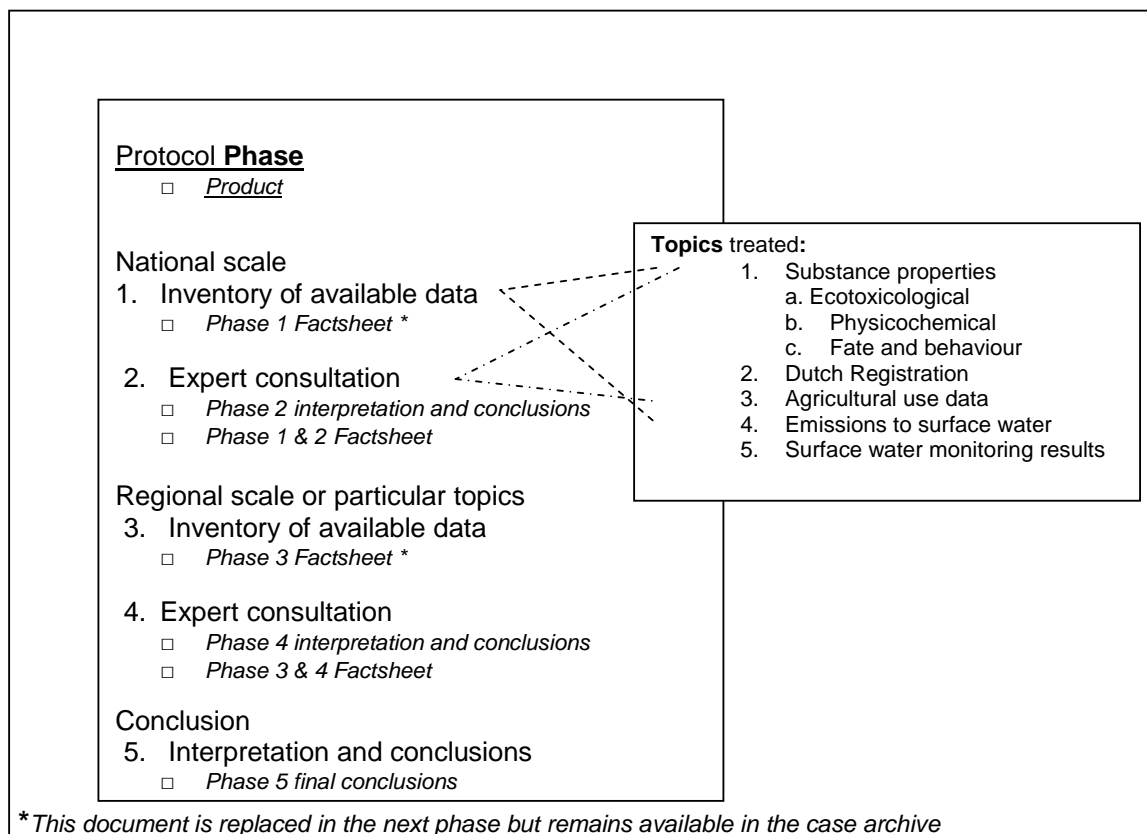 Protocol Phase
□ Product
National scale
1. Inventory of available data
□ Phase 1 Factsheet *
2. Expert consultation
□ Phase 2 interpretation and conclusions
□ Phase 1 & 2 Factsheet
Regional scale or particular topics
3. Inventory of available data
□ Phase 3 Factsheet *
4. Expert consultation
□ Phase 4 interpretation and conclusions
□ Phase 3 & 4 Factsheet
Conclusion
5. Interpretation and conclusions
□ Phase 5 final conclusions
Topics treated:
1. Substance properties
a. Ecotoxicological
b. Physicochemical
c. Fate and behaviour
2. Dutch Registration
3. Agricultural use data
4. Emissions to surface water
5. Surface water monitoring results
*This document is replaced in the next phase but remains available in the case archive